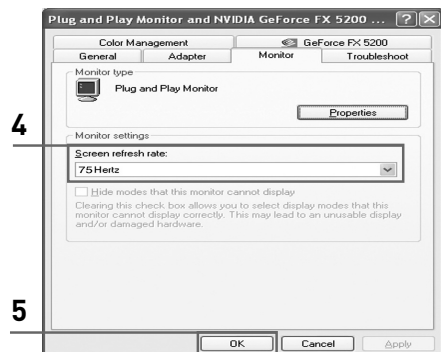 Plug and Play Monitor and NVIDIA GeForce FX 5200 ...
Color Management
GeForce FX 5200
General
Adapter
Monitor
Troubleshoot
Monitor type
Plug and Play Monitor
Properties
4
Monitor settings
Screen refresh rate:
75 Hertz
Hide modes that this monitor cannot display
Clearing this check box allows you to select display modes that this
monitor cannot display correctly. This may lead to an unusable display
and/or damaged hardware.
5
OK
Cancel
Apply